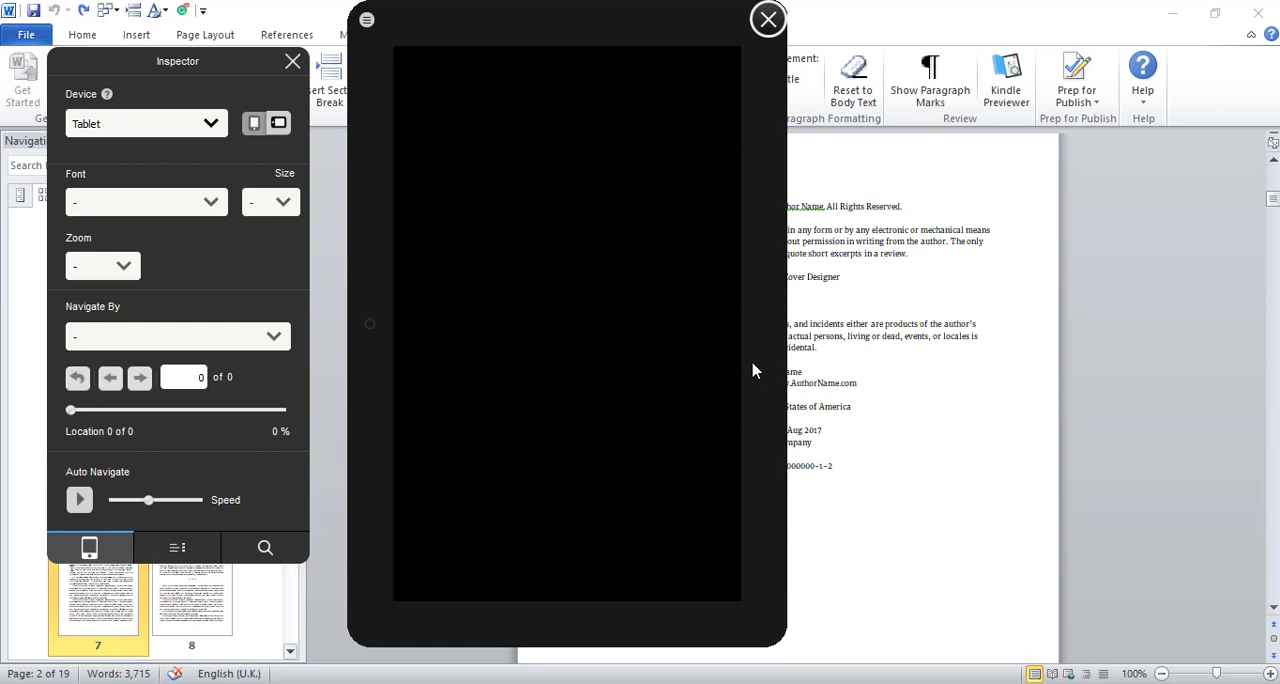 File
Home
Insert
Page Layout
References
M
Inspector
Get
Started
Ge
ert Sect
Break
ement:
tle
Reset to
Body Text
Show Paragraph
Marks
Kindle
Previewer
Prep for
Publish
Help
ragraph Formatting
Review
Prep for Publish
Help
Navigati
Search
Device
Tablet
Font
Size
-
-
Zoom
-
Navigate By
-
0 of 0
Location 0 of 0
0 %
Auto Navigate
Speed
7
8
hor Name. All Rights Reserved.
in any form or by any electronic or mechanical means
out permission in writing from the author. The only
quote short excerpts in a review.
Cover Designer
s, and incidents either are products of the author's
actual persons, living or dead, events, or locales is
cidental.
ame
w.AuthorName.com
States of America
Aug 2017
mpany
000000-1-2
Page: 2 of 19
Words: 3,715
English (U.K.)
100%